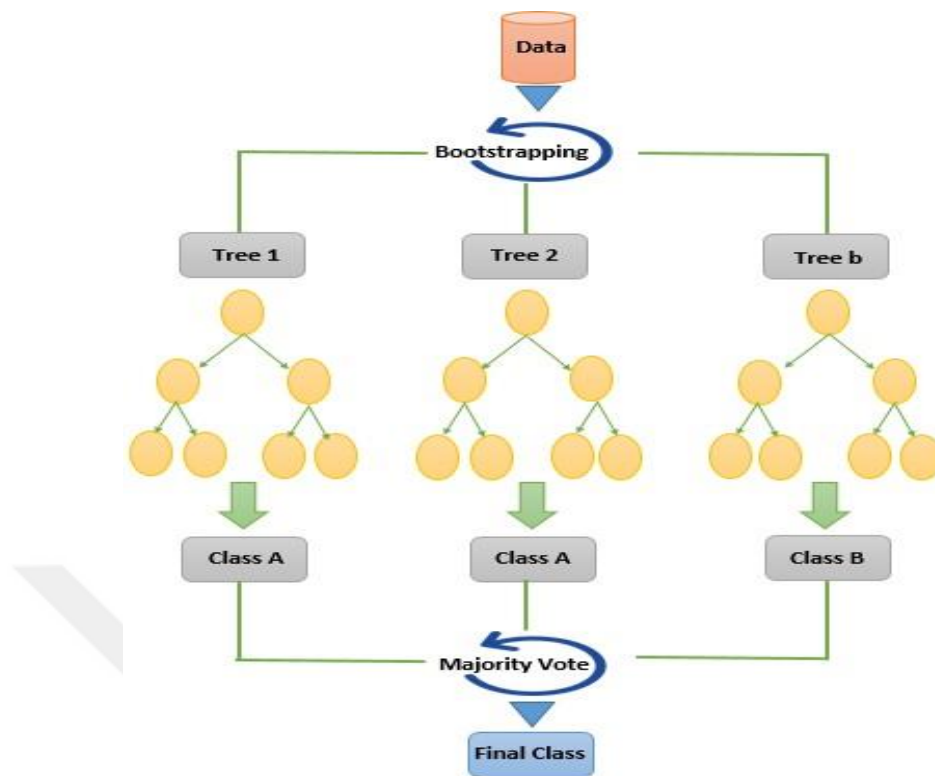 Data
Bootstrapping
Tree 1
Tree 2
Tree b
Class A
Class A
Class B
Majority Vote
Final Class